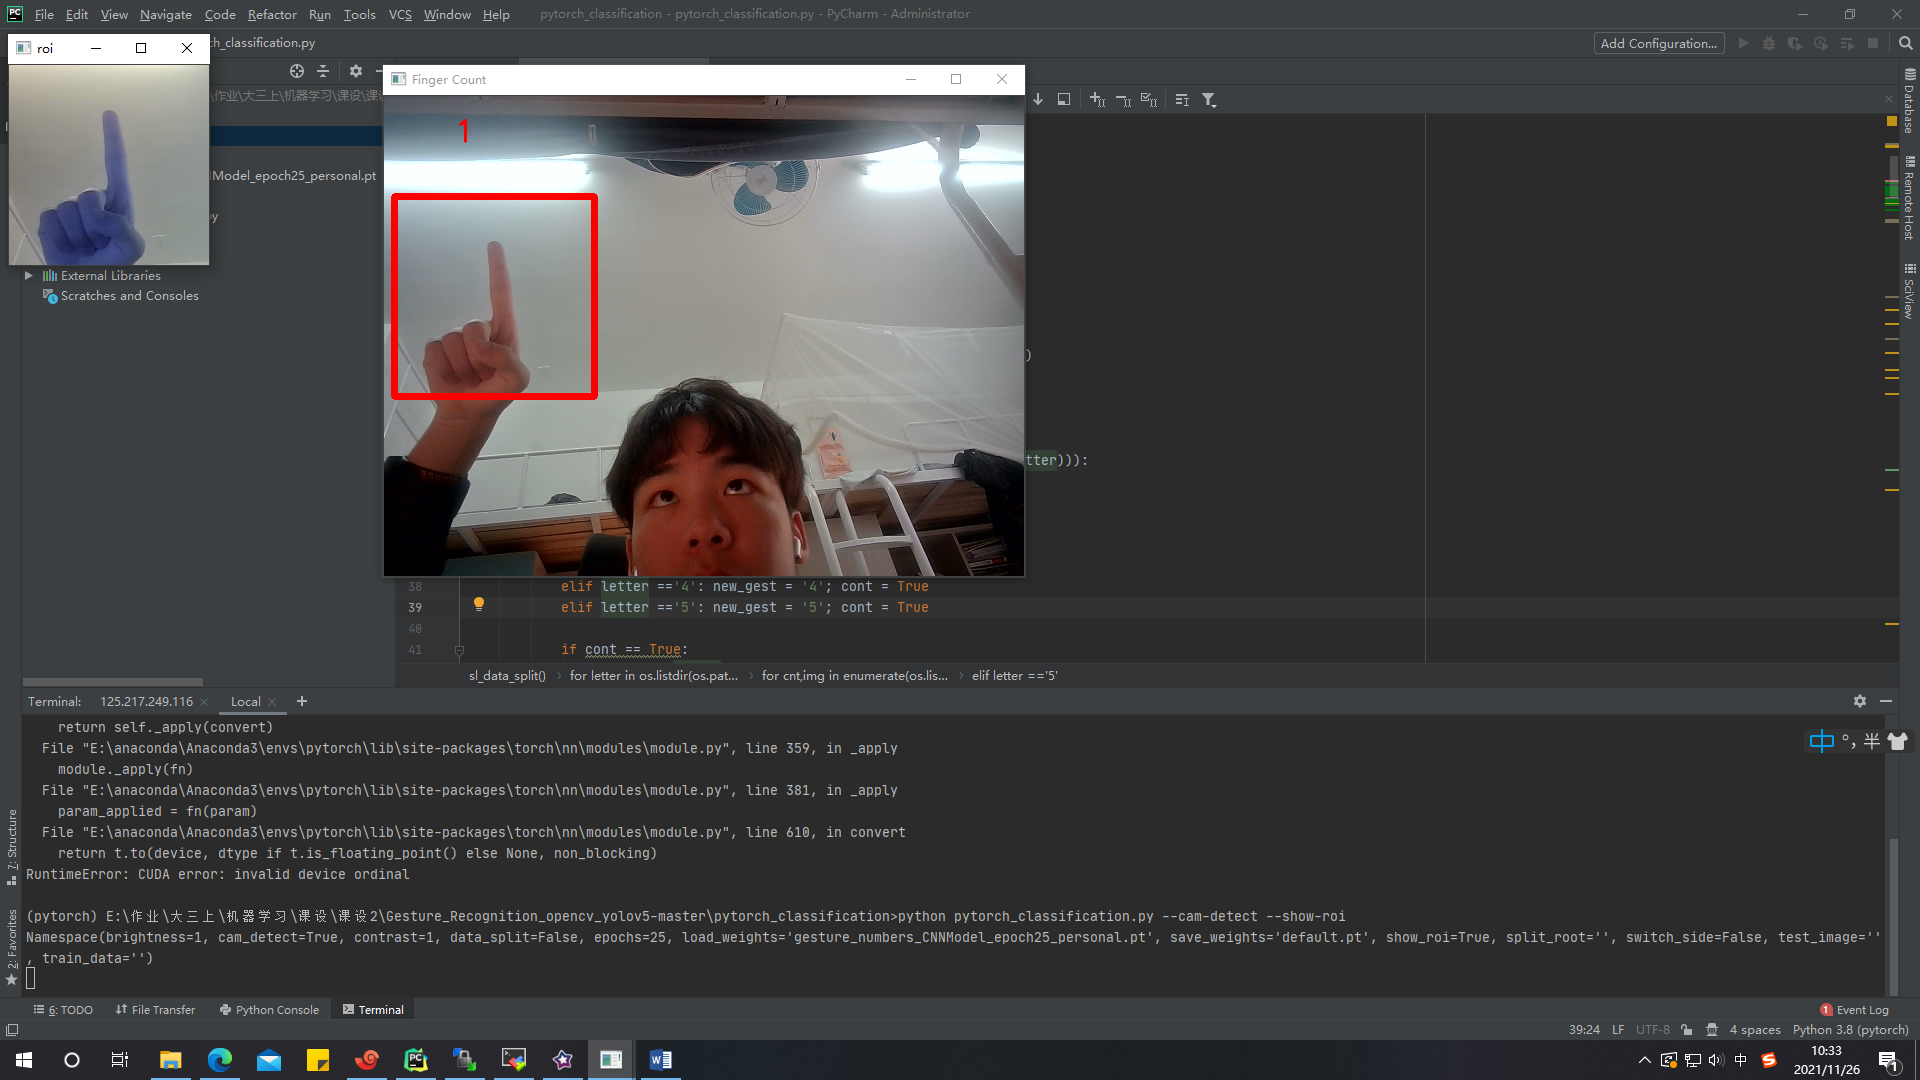 File Edit View Navigate Code Refactor Run Tools VCS Window Help pytorch_classification - pytorch_classification.py - PyCharm - Administrator
roi
ch_classification.py
Add Configuration...
Finger Count
\作业\大三上\机器学习\课设\课
1
Model_epoch25_personal.pt
py
External Libraries
Scratches and Consoles
)
tter))):
38 elif letter =='4': new_gest = '4'; cont = True
39 elif letter =='5': new_gest = '5'; cont = True
40
41 if cont == True:
sl_data_split() › for letter in os.listdir(os.pat... › for cnt,img in enumerate(os.lis... › elif letter =='5'
Database
Remote Host
SciView
Terminal: 125.217.249.116 × Local × +
return self._apply(convert)
File "E:\anaconda\Anaconda3\envs\pytorch\lib\site-packages\torch\nn\modules\module.py", line 359, in _apply
module._apply(fn)
File "E:\anaconda\Anaconda3\envs\pytorch\lib\site-packages\torch\nn\modules\module.py", line 381, in _apply
param_applied = fn(param)
File "E:\anaconda\Anaconda3\envs\pytorch\lib\site-packages\torch\nn\modules\module.py", line 610, in convert
return t.to(device, dtype if t.is_floating_point() else None, non_blocking)
RuntimeError: CUDA error: invalid device ordinal
(pytorch) E:\作业\大三上\机器学习\课设\课设2\Gesture_Recognition_opencv_yolov5-master\pytorch_classification>python pytorch_classification.py --cam-detect --show-roi
Namespace(brightness=1, cam_detect=True, contrast=1, data_split=False, epochs=25, load_weights='gesture_numbers_CNNModel_epoch25_personal.pt', save_weights='default.pt', show_roi=True, split_root='', switch_side=False, test_image=''
, train_data='')
中 °, 半
7: Structure
2: Favorites
6: TODO File Transfer Python Console Terminal
1 Event Log
39:24 LF UTF-8 4 spaces Python 3.8 (pytorch)
中
10:33
2021/11/26
1